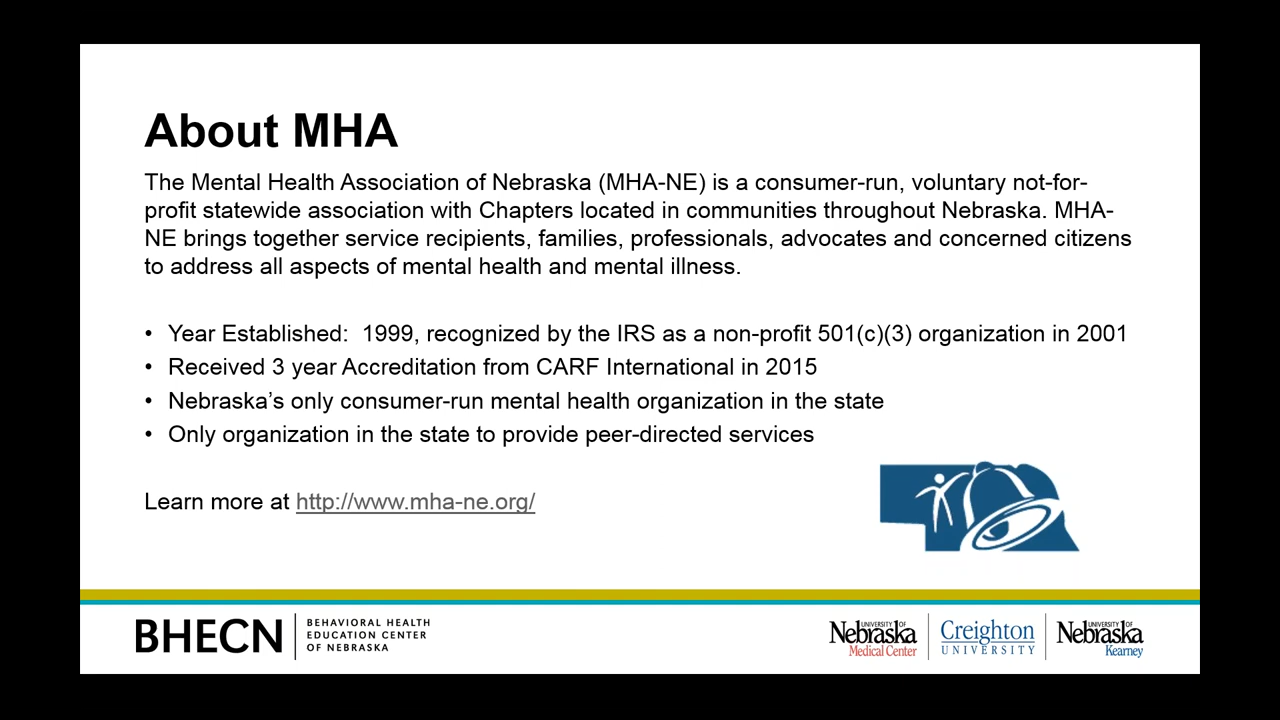 About MHA
The Mental Health Association of Nebraska (MHA-NE) is a consumer-run, voluntary not-for-
profit statewide association with Chapters located in communities throughout Nebraska. MHA-
NE brings together service recipients, families, professionals, advocates and concerned citizens
to address all aspects of mental health and mental illness.
• Year Established:  1999, recognized by the IRS as a non-profit 501(c)(3) organization in 2001
• Received 3 year Accreditation from CARF International in 2015
• Nebraska’s only consumer-run mental health organization in the state
• Only organization in the state to provide peer-directed services
Learn more at http://www.mha-ne.org/
BHECN
BEHAVIORAL HEALTH
EDUCATION CENTER
OF NEBRASKA
UNIVERSITY OF
Nebraska
Medical Center
Creighton
UNIVERSITY
UNIVERSITY OF
Nebraska
Kearney